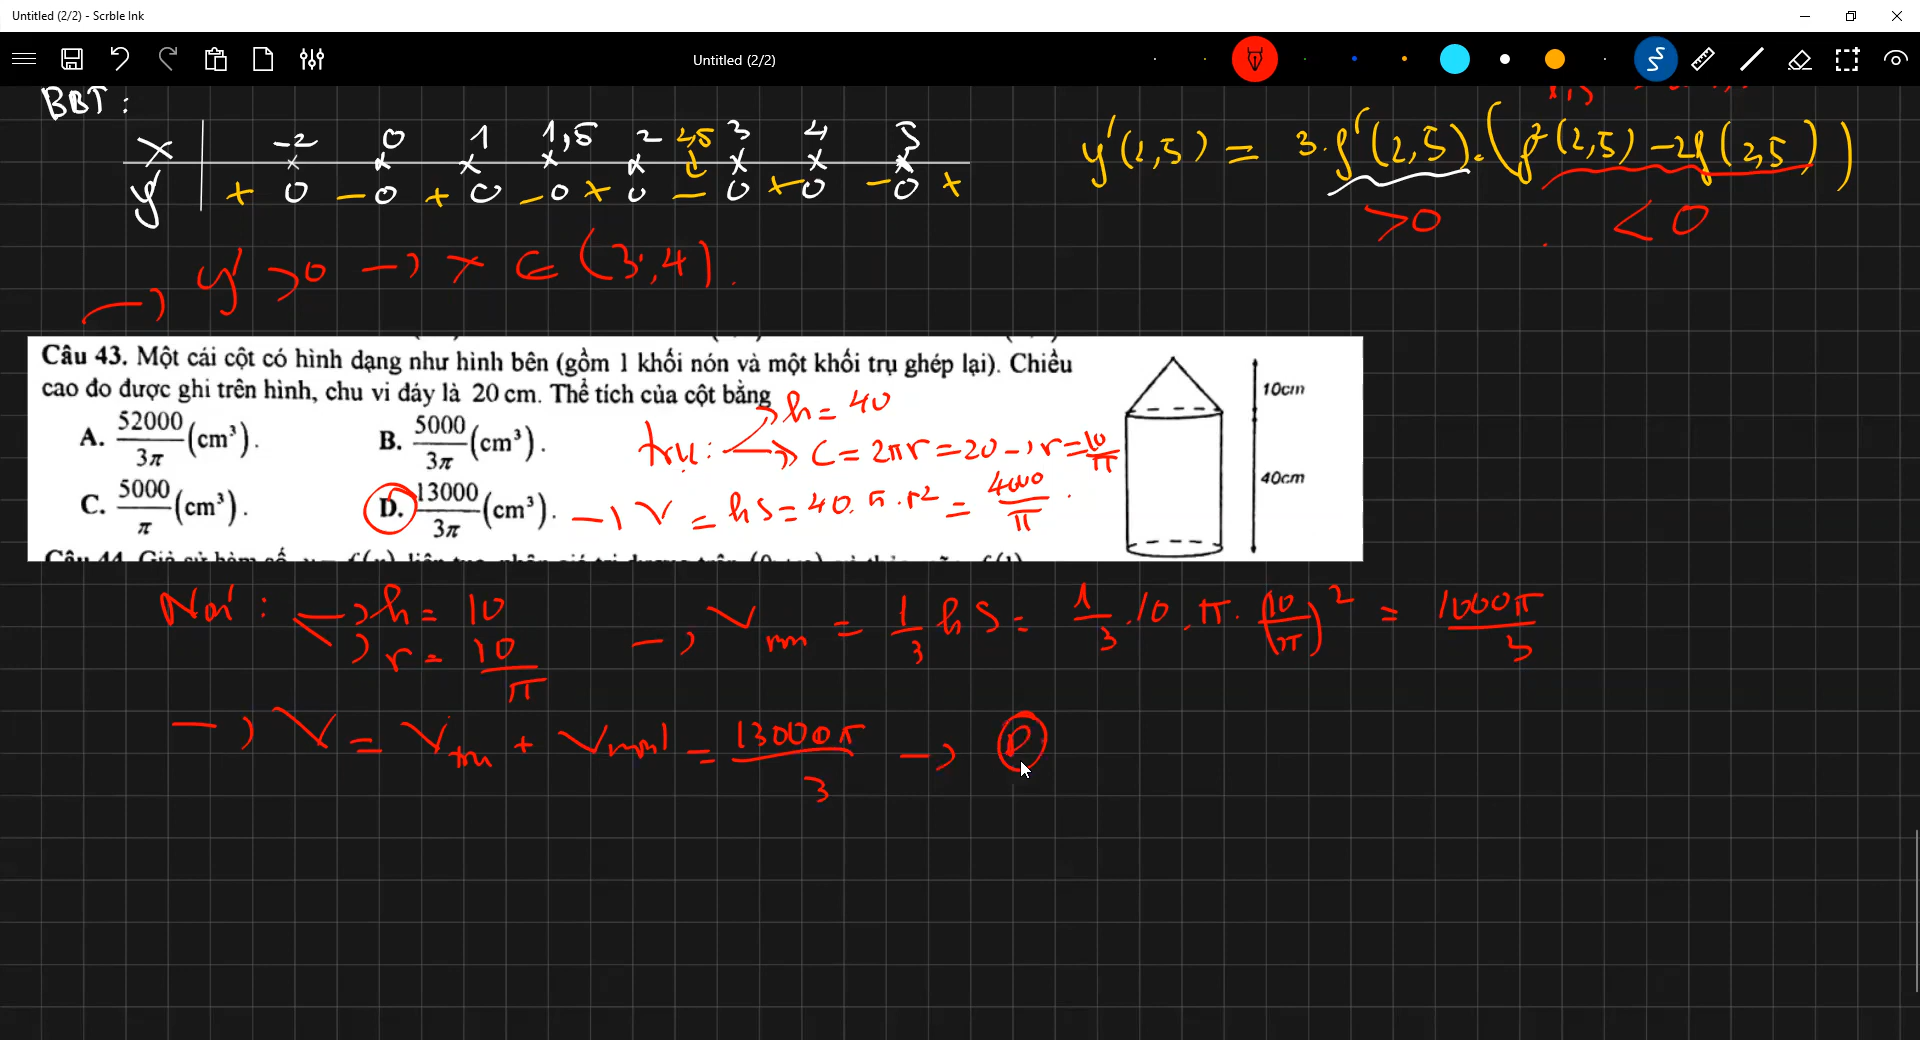 Untitled (2/2) - Scrble Ink
Untitled (2/2)
BBT :
x -2 0 1 1,5 2 2,5 3 4 5
y' + 0 - 0 + 0 - 0 + 0 - 0 + 0 - 0 +
y'(2,5) = 3.f'(2,5).(f²(2,5) - 2f(2,5))
>0 < 0
→ y' >0 → x ∈ (3;4).
Câu 43. Một cái cột có hình dạng như hình bên (gồm 1 khối nón và một khối trụ ghép lại). Chiều
cao đo được ghi trên hình, chu vi đáy là 20 cm. Thể tích của cột bằng
A. 52000/3π (cm³).
B. 5000/3π (cm³).
C. 5000/π (cm³).
D. 13000/3π (cm³).
10cm
40cm
trụ: → h = 40
→ C = 2πr = 20 → r = 10/π
→ V = hS = 40.π.r² = 4000/π.
Nón : → h = 10
→ r = 10/π
→ V nón = 1/3 hS = 1/3 .10 .π. (10/π)² = 1000π/3
→ V = V trụ + V nón = 13000π/3 → D